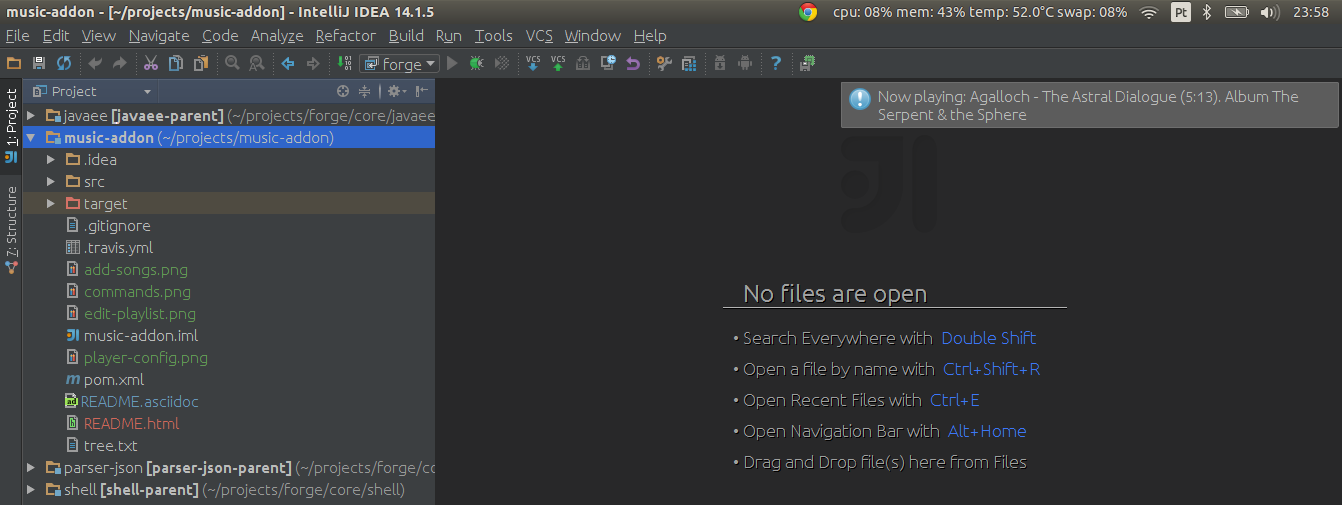 music-addon - [~/projects/music-addon] - IntelliJ IDEA 14.1.5 cpu: 08% mem: 43% temp: 52.0°C swap: 08% Pt 23:58
File Edit View Navigate Code Analyze Refactor Build Run Tools VCS Window Help
forge VCS VCS ?
1: Project
7: Structure
Project
javaee [javaee-parent] (~/projects/forge/core/javaee
music-addon (~/projects/music-addon)
.idea
src
target
.gitignore
.travis.yml
add-songs.png
commands.png
edit-playlist.png
music-addon.iml
player-config.png
pom.xml
README.asciidoc
README.html
tree.txt
parser-json [parser-json-parent] (~/projects/forge/co
shell [shell-parent] (~/projects/forge/core/shell)
Now playing: Agalloch - The Astral Dialogue (5:13). Album The
Serpent & the Sphere
No files are open
• Search Everywhere with Double Shift
• Open a file by name with Ctrl+Shift+R
• Open Recent Files with Ctrl+E
• Open Navigation Bar with Alt+Home
• Drag and Drop file(s) here from Files